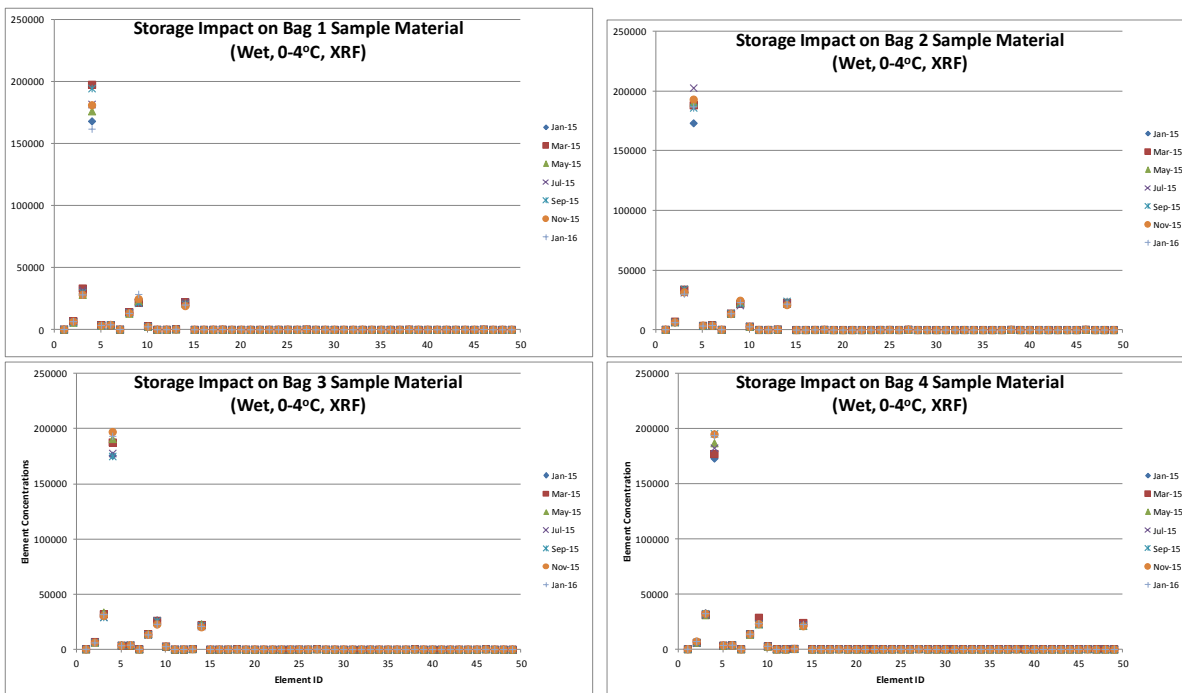 Storage Impact on Bag 1 Sample Material
(Wet, 0-4°C, XRF)
250000
200000
150000
100000
50000
0
0 5 10 15 20 25 30 35 40 45 50
Jan-15
Mar-15
May-15
Jul-15
Sep-15
Nov-15
Jan-16
Storage Impact on Bag 2 Sample Material
(Wet, 0-4°C, XRF)
250000
200000
150000
100000
50000
0
0 5 10 15 20 25 30 35 40 45 50
Jan-15
Mar-15
May-15
Jul-15
Sep-15
Nov-15
Jan-16
Storage Impact on Bag 3 Sample Material
(Wet, 0-4°C, XRF)
Element Concentrations
250000
200000
150000
100000
50000
0
0 5 10 15 20 25 30 35 40 45 50
Element ID
Jan-15
Mar-15
May-15
Jul-15
Sep-15
Nov-15
Jan-16
Storage Impact on Bag 4 Sample Material
(Wet, 0-4°C, XRF)
Element Concentration
250000
200000
150000
100000
50000
0
0 5 10 15 20 25 30 35 40 45 50
Element ID
Jan-15
Mar-15
May-15
Jul-15
Sep-15
Nov-15
Jan-16